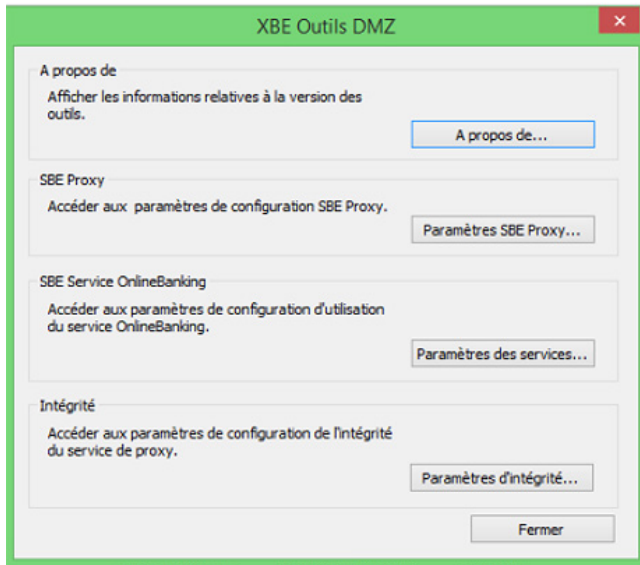 XBE Outils DMZ
A propos de
Afficher les informations relatives à la version des
outils.
A propos de...
SBE Proxy
Accéder aux paramètres de configuration SBE Proxy.
Paramètres SBE Proxy...
SBE Service OnlineBanking
Accéder aux paramètres de configuration d'utilisation
du service OnlineBanking.
Paramètres des services...
Intégrité
Accéder aux paramètres de configuration de l'intégrité
du service de proxy.
Paramètres d'intégrité...
Fermer